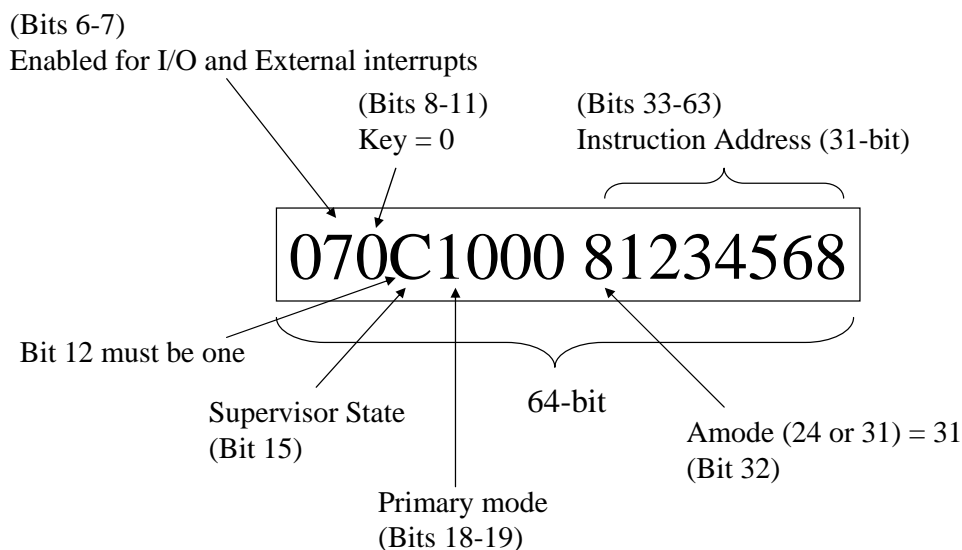 (Bits 6-7)
Enabled for I/O and External interrupts
(Bits 8-11)
Key = 0
(Bits 33-63)
Instruction Address (31-bit)
070C1000 81234568
Bit 12 must be one
64-bit
Supervisor State
(Bit 15)
Amode (24 or 31) = 31
(Bit 32)
Primary mode
(Bits 18-19)